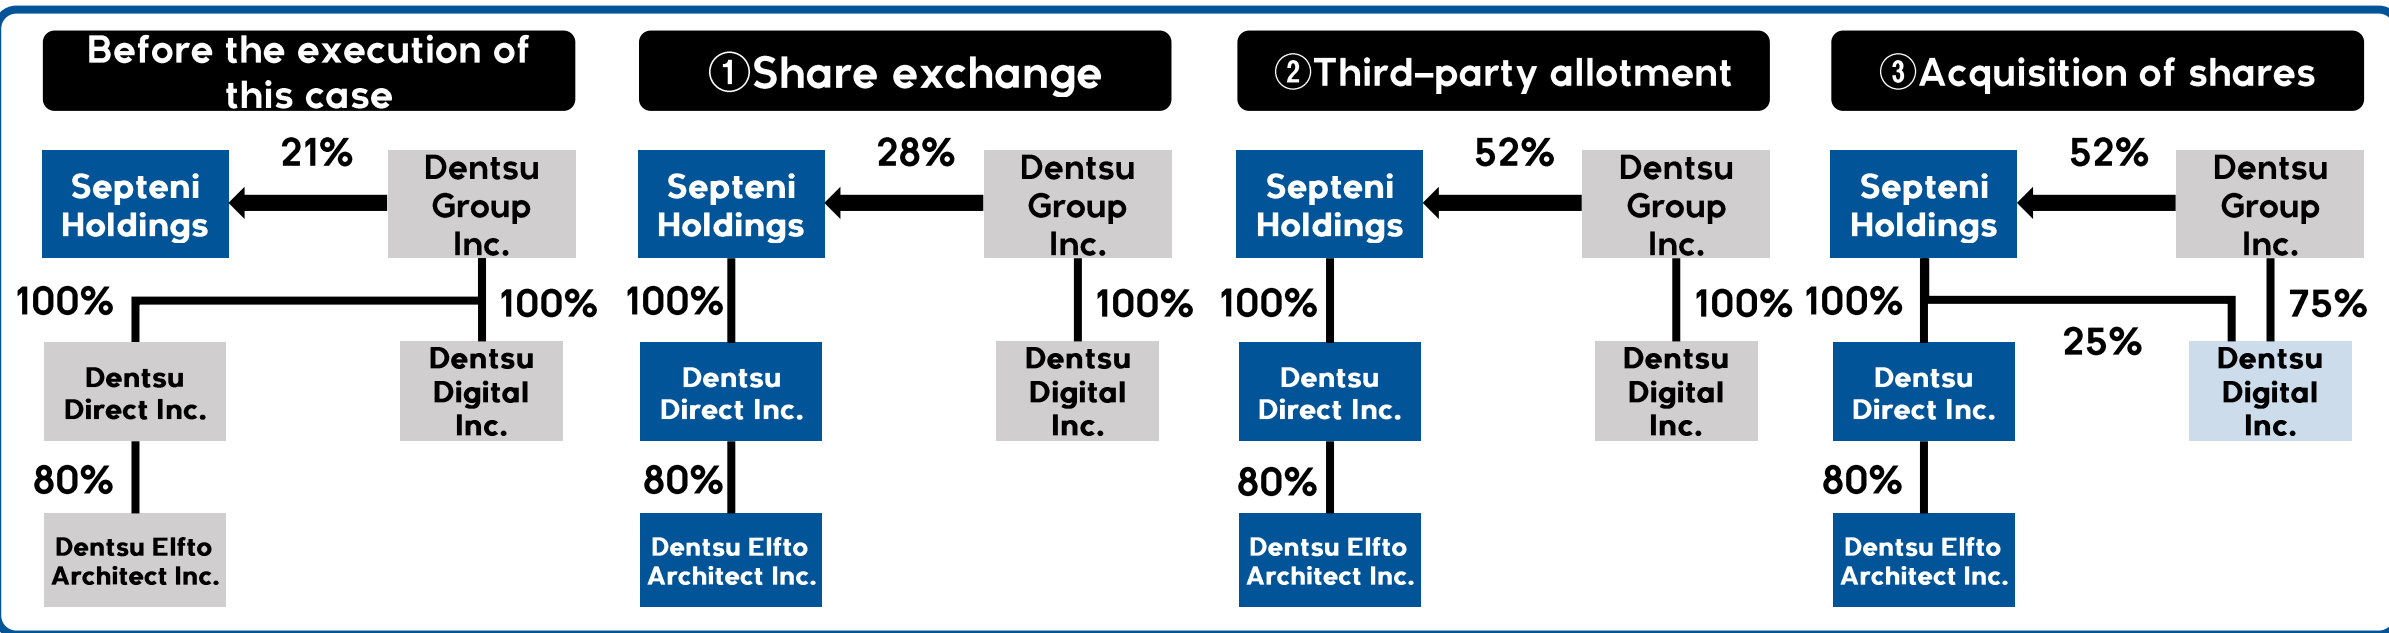 Before the execution of
this case
①Share exchange
②Third-party allotment
③Acquisition of shares
21%
Septeni
Holdings
Dentsu
Group
Inc.
100%
100%
Dentsu
Direct Inc.
Dentsu
Digital
Inc.
80%
Dentsu Elfto
Architect Inc.
28%
Septeni
Holdings
Dentsu
Group
Inc.
100%
100%
Dentsu
Direct Inc.
Dentsu
Digital
Inc.
80%
Dentsu Elfto
Architect Inc.
52%
Septeni
Holdings
Dentsu
Group
Inc.
100%
100%
Dentsu
Direct Inc.
Dentsu
Digital
Inc.
80%
Dentsu Elfto
Architect Inc.
52%
Septeni
Holdings
Dentsu
Group
Inc.
100%
75%
25%
Dentsu
Direct Inc.
Dentsu
Digital
Inc.
80%
Dentsu Elfto
Architect Inc.